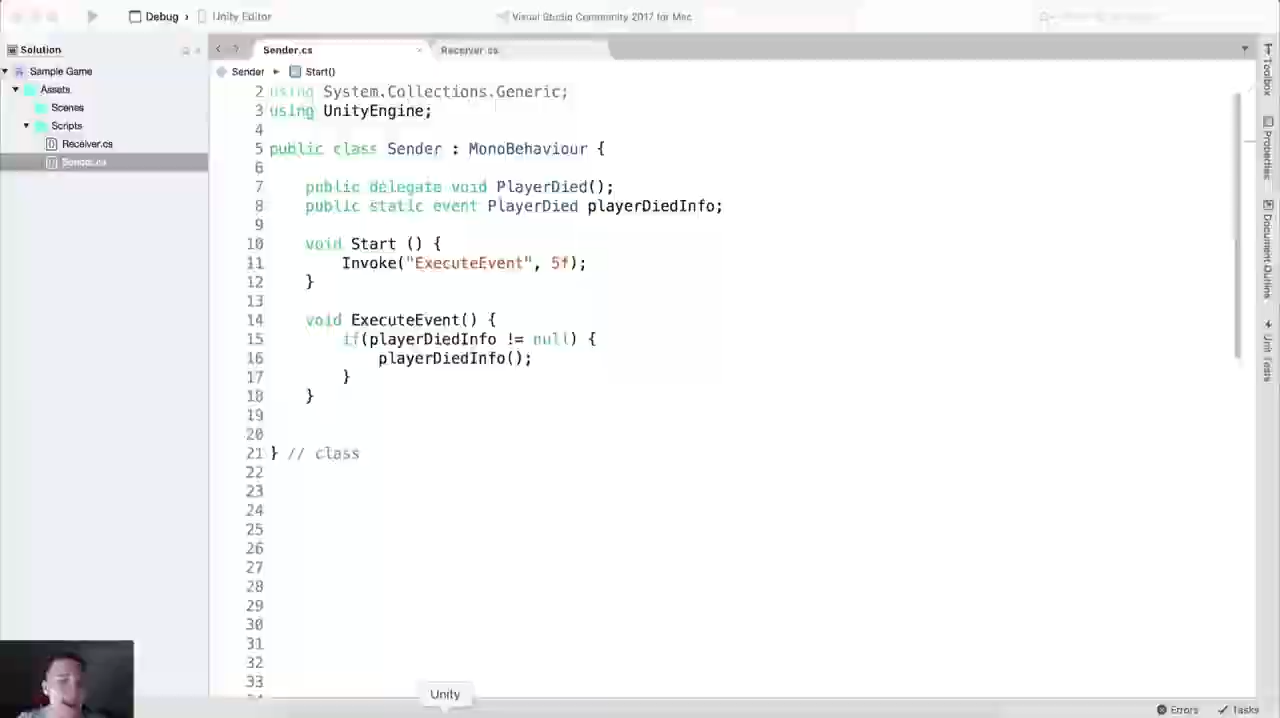 Debug › Unity Editor
Visual Studio Community 2017 for Mac
Solution
Sample Game
Assets
Scenes
Scripts
Receiver.cs
Sender.cs
Sender.cs
Receiver.cs
Sender ▸ Start()
2 using System.Collections.Generic;
3 using UnityEngine;
4
5 public class Sender : MonoBehaviour {
6
7 public delegate void PlayerDied();
8 public static event PlayerDied playerDiedInfo;
9
10 void Start () {
11 Invoke("ExecuteEvent", 5f);
12 }
13
14 void ExecuteEvent() {
15 if(playerDiedInfo != null) {
16 playerDiedInfo();
17 }
18 }
19
20
21 } // class
22
23
24
25
26
27
28
29
30
31
32
33
Toolbox
Properties
Document Outline
Unit Tests
Unity
Errors
Tasks